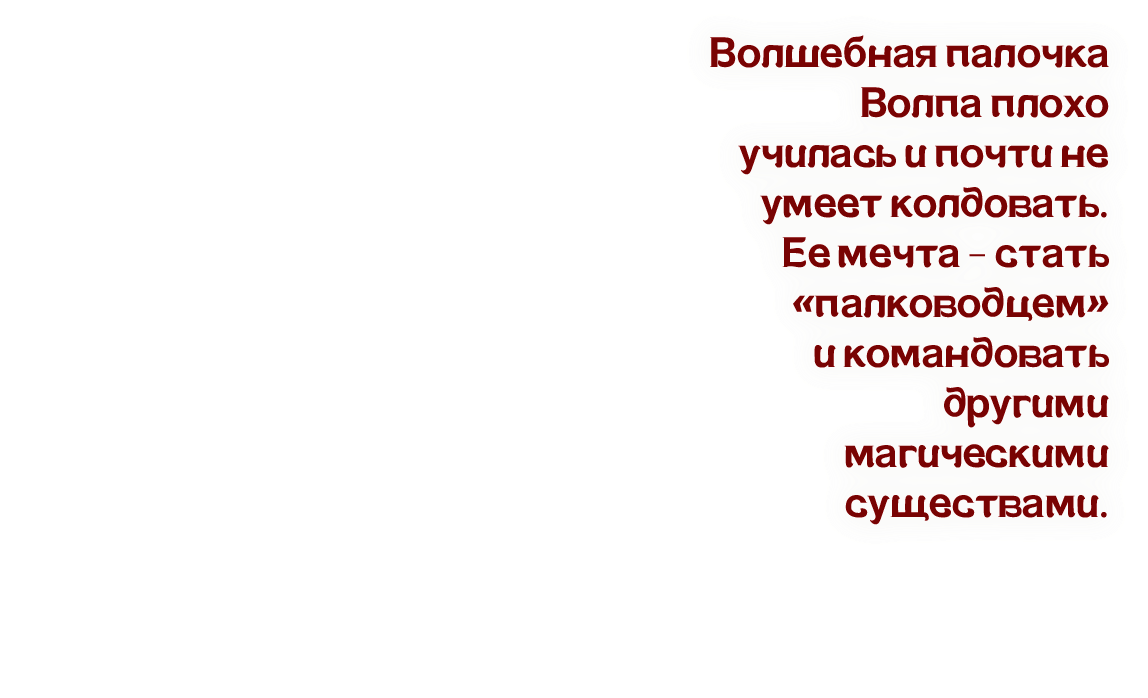 Волшебная палочка
Волпа плохо
училась и почти не
умеет колдовать.
Ее мечта – стать
«палководцем»
и командовать
другими
магическими
существами.